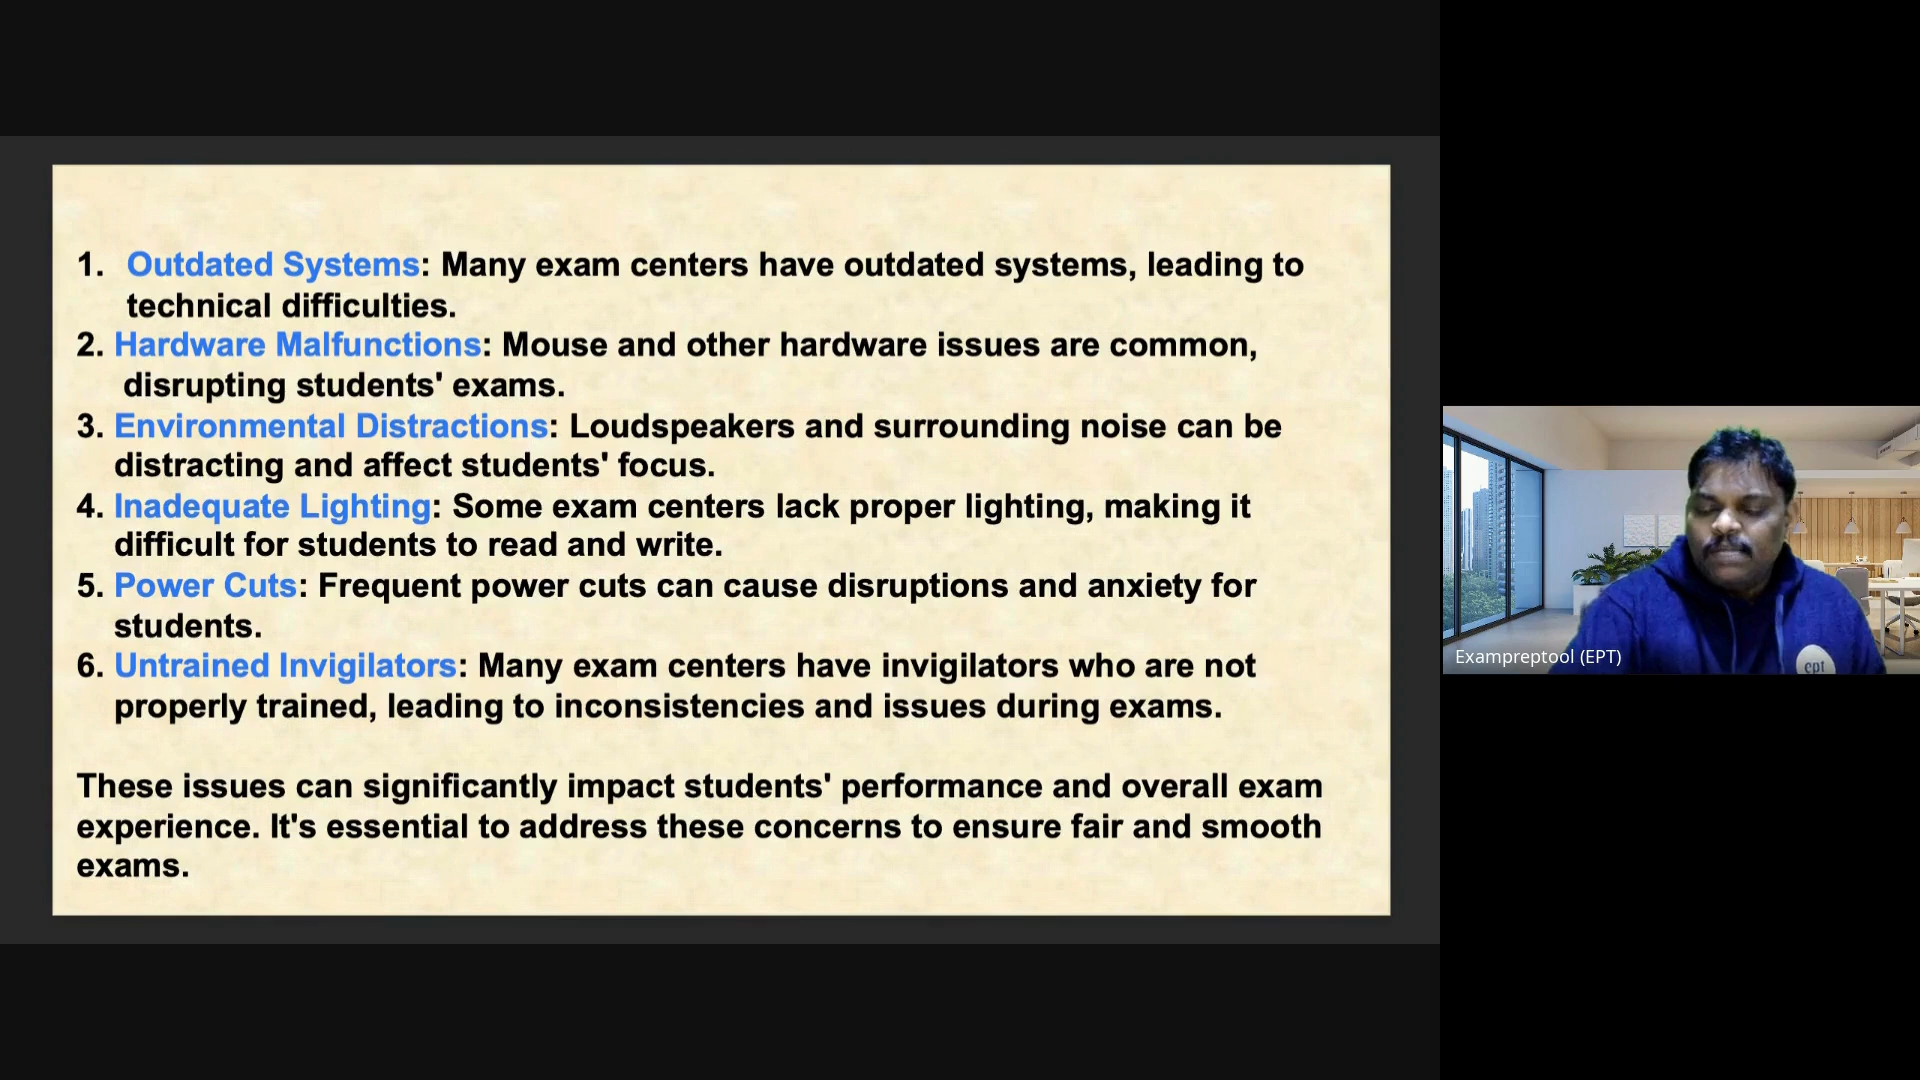 1. Outdated Systems: Many exam centers have outdated systems, leading to
technical difficulties.
2. Hardware Malfunctions: Mouse and other hardware issues are common,
disrupting students' exams.
3. Environmental Distractions: Loudspeakers and surrounding noise can be
distracting and affect students' focus.
4. Inadequate Lighting: Some exam centers lack proper lighting, making it
difficult for students to read and write.
5. Power Cuts: Frequent power cuts can cause disruptions and anxiety for
students.
6. Untrained Invigilators: Many exam centers have invigilators who are not
properly trained, leading to inconsistencies and issues during exams.
These issues can significantly impact students' performance and overall exam
experience. It's essential to address these concerns to ensure fair and smooth
exams.
Exampreptool (EPT)
ept